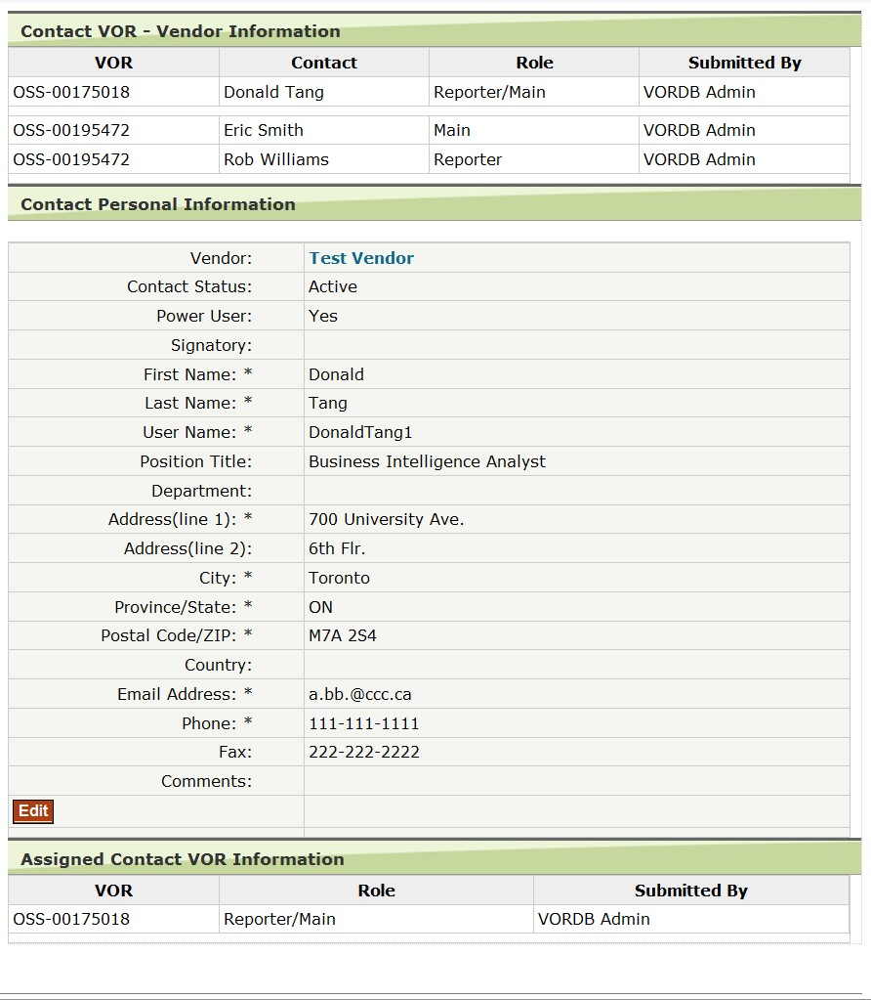 Contact VOR - Vendor Information
VOR Contact Role Submitted By
OSS-00175018 Donald Tang Reporter/Main VORDB Admin
OSS-00195472 Eric Smith Main VORDB Admin
OSS-00195472 Rob Williams Reporter VORDB Admin
Contact Personal Information
Vendor: Test Vendor
Contact Status: Active
Power User: Yes
Signatory:
First Name: * Donald
Last Name: * Tang
User Name: * DonaldTang1
Position Title: Business Intelligence Analyst
Department:
Address(line 1): * 700 University Ave.
Address(line 2): 6th Flr.
City: * Toronto
Province/State: * ON
Postal Code/ZIP: * M7A 2S4
Country:
Email Address: * a.bb.@ccc.ca
Phone: * 111-111-1111
Fax: 222-222-2222
Comments:
Edit
Assigned Contact VOR Information
VOR Role Submitted By
OSS-00175018 Reporter/Main VORDB Admin